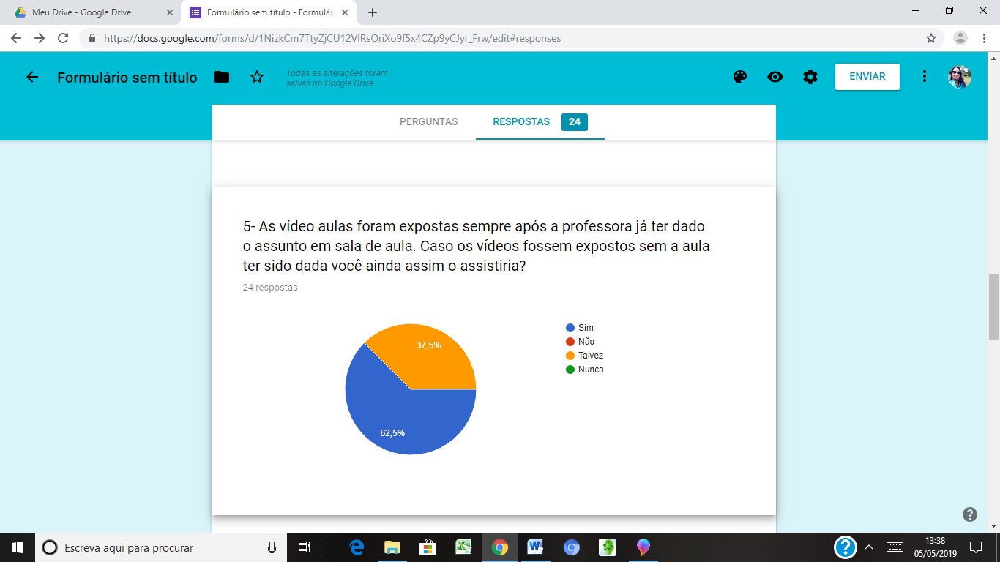 Meu Drive - Google Drive
Formulário sem título - Formulár
https://docs.google.com/forms/d/1NizkCm7TtyZjCU12VIRsOriXo9f5x4CZp9yCJyr_Frw/edit#responses
Formulário sem título
Todas as alterações foram
salvas no Google Drive
ENVIAR
PERGUNTAS
RESPOSTAS 24
5- As vídeo aulas foram expostas sempre após a professora já ter dado
o assunto em sala de aula. Caso os vídeos fossem expostos sem a aula
ter sido dada você ainda assim o assistiria?
24 respostas
37,5%
62,5%
Sim
Não
Talvez
Nunca
Escreva aqui para procurar
13:38
05/05/2019